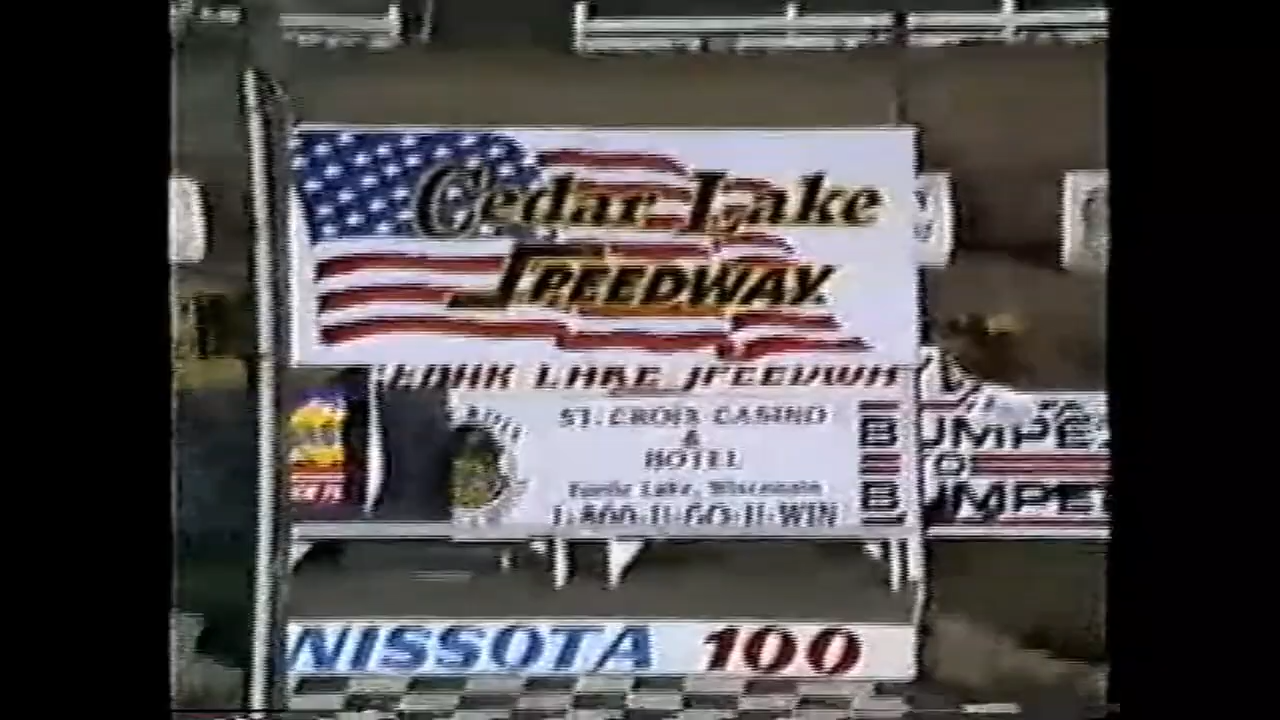 Cedar Lake
SPEEDWAY
ST. CROIX CASINO
&
HOTEL
Turtle Lake, Wisconsin
1-800-U-GO-U-WIN
BUMPER
TO
BUMPER
NISSOTA 100